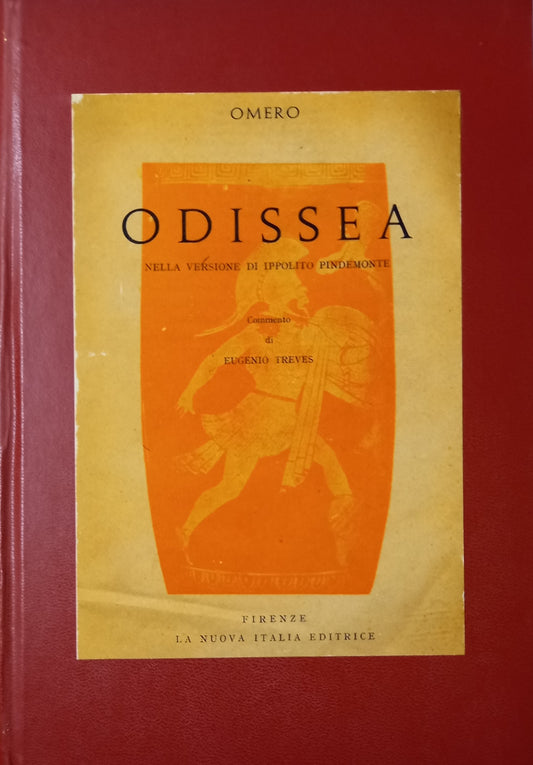 OMERO
ODISSEA
NELLA VERSIONE DI IPPOLITO PINDEMONTE
Commento
di
EUGENIO TREVES
FIRENZE
LA NUOVA ITALIA EDITRICE